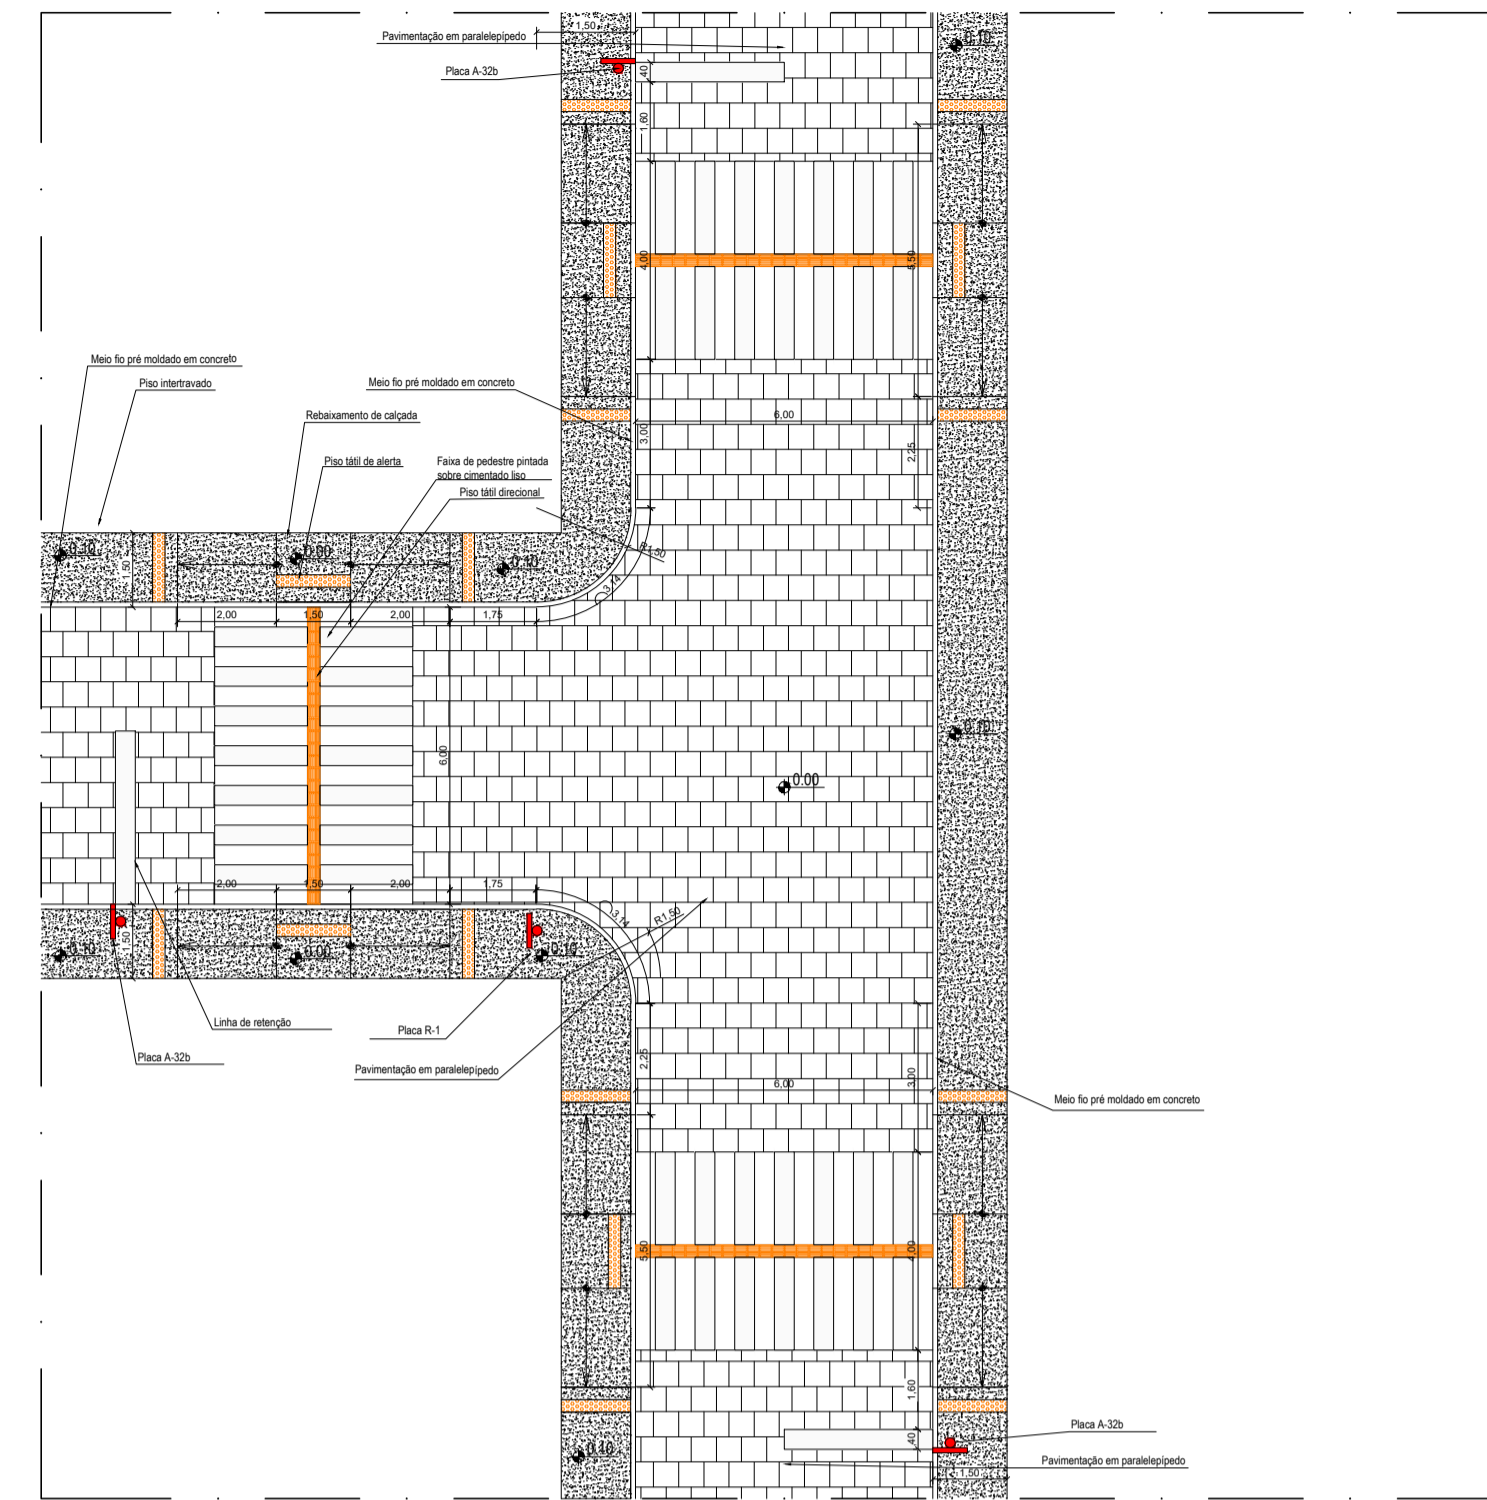 1,50
Pavimentação em paralelepípedo
0.10
Placa A-32b
,40
1,60
4,00
5,50
Meio fio pré moldado em concreto
Piso intertravado
Meio fio pré moldado em concreto
Rebaixamento de calçada
6,00
3,00
2,25
Piso tátil de alerta
Faixa de pedestre pintada
sobre cimentado liso
Piso tátil direcional
0.10
0.00
0.10
R1.50
1,50
3,14
2,00
1,50
2,00
1,75
6,00
0.10
0.00
2,00
1,50
2,00
1,75
3,14
R1.50
0.10
1,50
0.00
0.10
Linha de retenção
Placa R-1
Placa A-32b
Pavimentação em paralelepípedo
2,25
6,00
3,00
Meio fio pré moldado em concreto
5,50
4,00
1,60
,40
Placa A-32b
0.10
Pavimentação em paralelepípedo
1,50